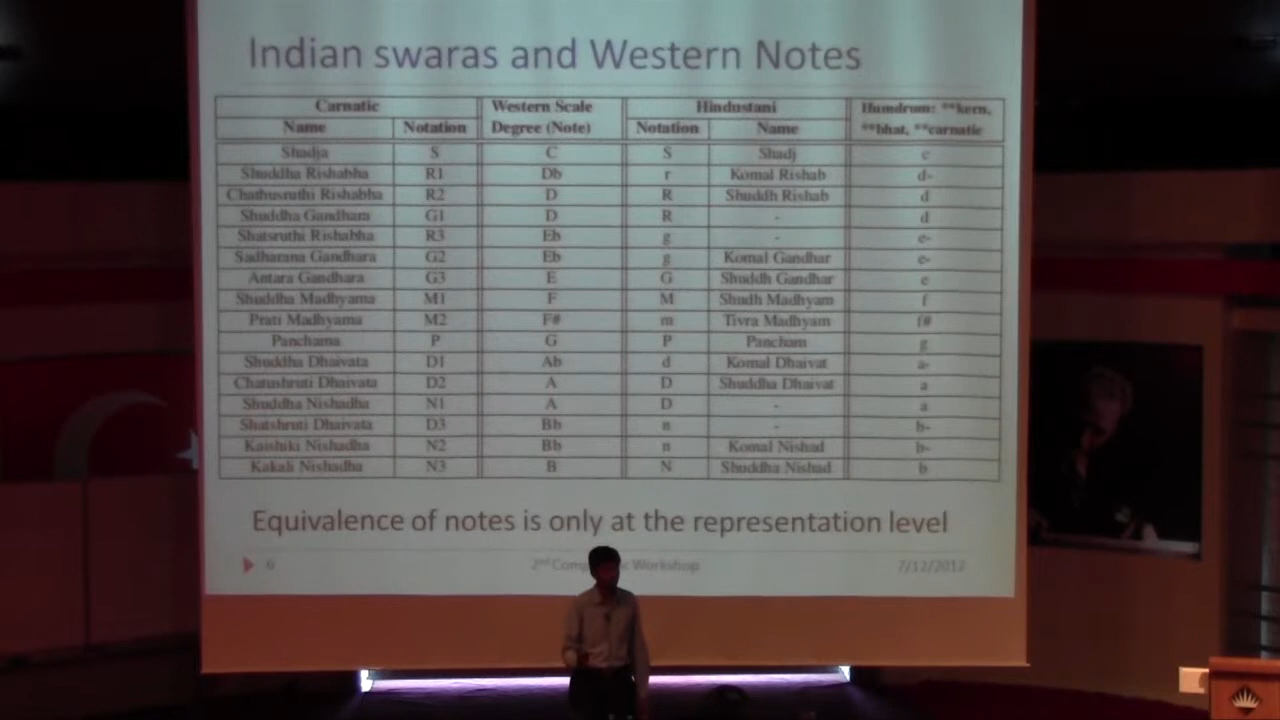 Indian swaras and Western Notes
Carnatic Western Scale Hindustani Humdrum: **kern,
Name Notation Degree (Note) Notation Name **bhat, **carnatic
Shadja S C S Shadj c
Shuddha Rishabha R1 Db r Komal Rishab d-
Chathusruthi Rishabha R2 D R Shuddh Rishab d
Shuddha Gandharn G1 D R - d
Shatsruthi Rishabha R3 Eb g - e-
Sadharana Gandhara G2 Eb g Komal Gandhar e-
Antara Gandhara G3 E G Shuddh Gandhar e
Shuddha Madhyama M1 F M Shudh Madhyam f
Prati Madhyama M2 F# m Tivra Madhyam f#
Panchama P G P Pancham g
Shuddha Dhaivata D1 Ab d Komal Dhaivat a-
Chatushruti Dhaivata D2 A D Shuddha Dhaivat a
Shuddha Nishadha N1 A D - a
Shatshruti Dhaivata D3 Bb n - b-
Kaishiki Nishadha N2 Bb n Komal Nishad b-
Kakali Nishadha N3 B N Shuddha Nishad b
Equivalence of notes is only at the representation level
6 2nd Workshop 7/12/2012